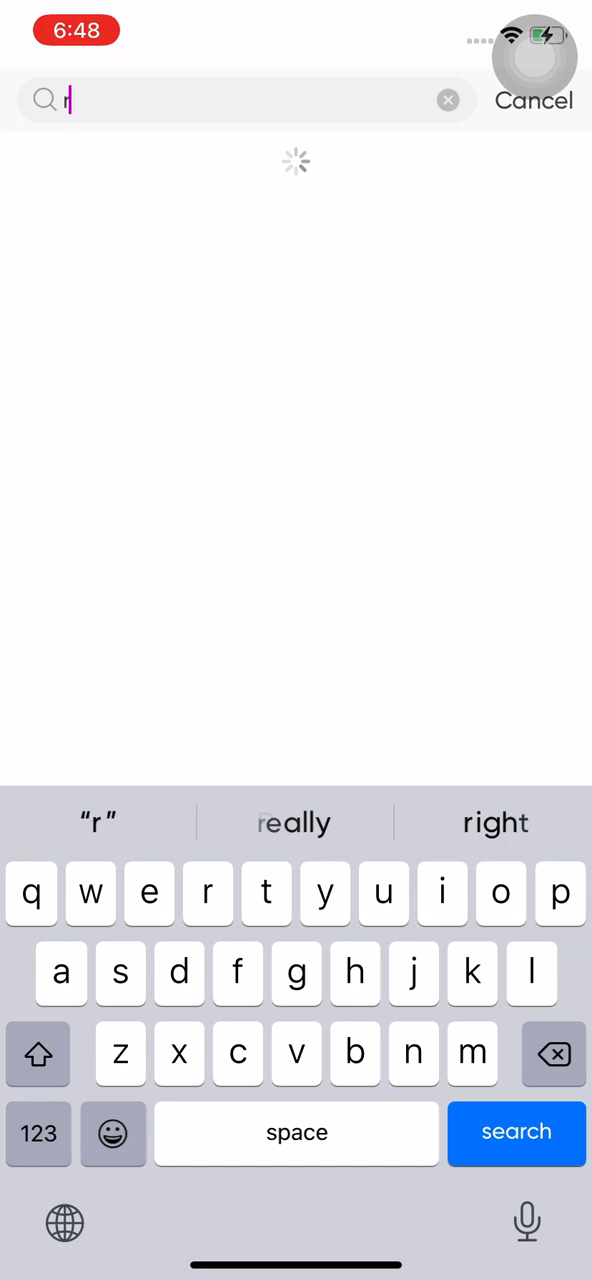 6:48
r
Cancel
“r” really right
q w e r t y u i o p
a s d f g h j k l
z x c v b n m
123 space search